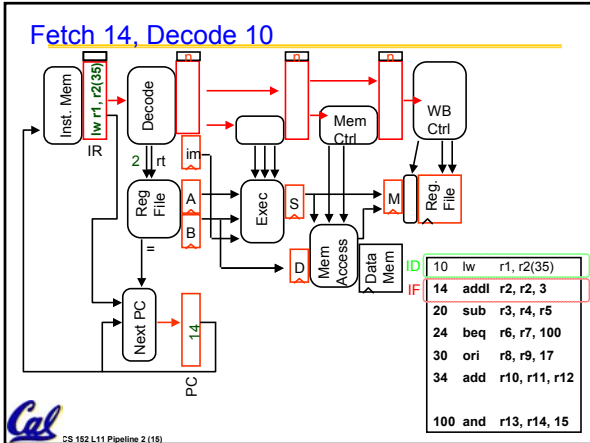 Fetch 14, Decode 10
Inst. Mem
lw r1, r2(35)
IR
Decode
n
n
n
Mem
Ctrl
WB
Ctrl
2
rt
im
Reg
File
A
B
=
Exec
S
D
Mem
Access
M
Data
Mem
Reg.
File
Next PC
14
PC
ID
IF
10 lw r1, r2(35)
14 addI r2, r2, 3
20 sub r3, r4, r5
24 beq r6, r7, 100
30 ori r8, r9, 17
34 add r10, r11, r12
100 and r13, r14, 15
Cal
CS 152 L11 Pipeline 2 (15)